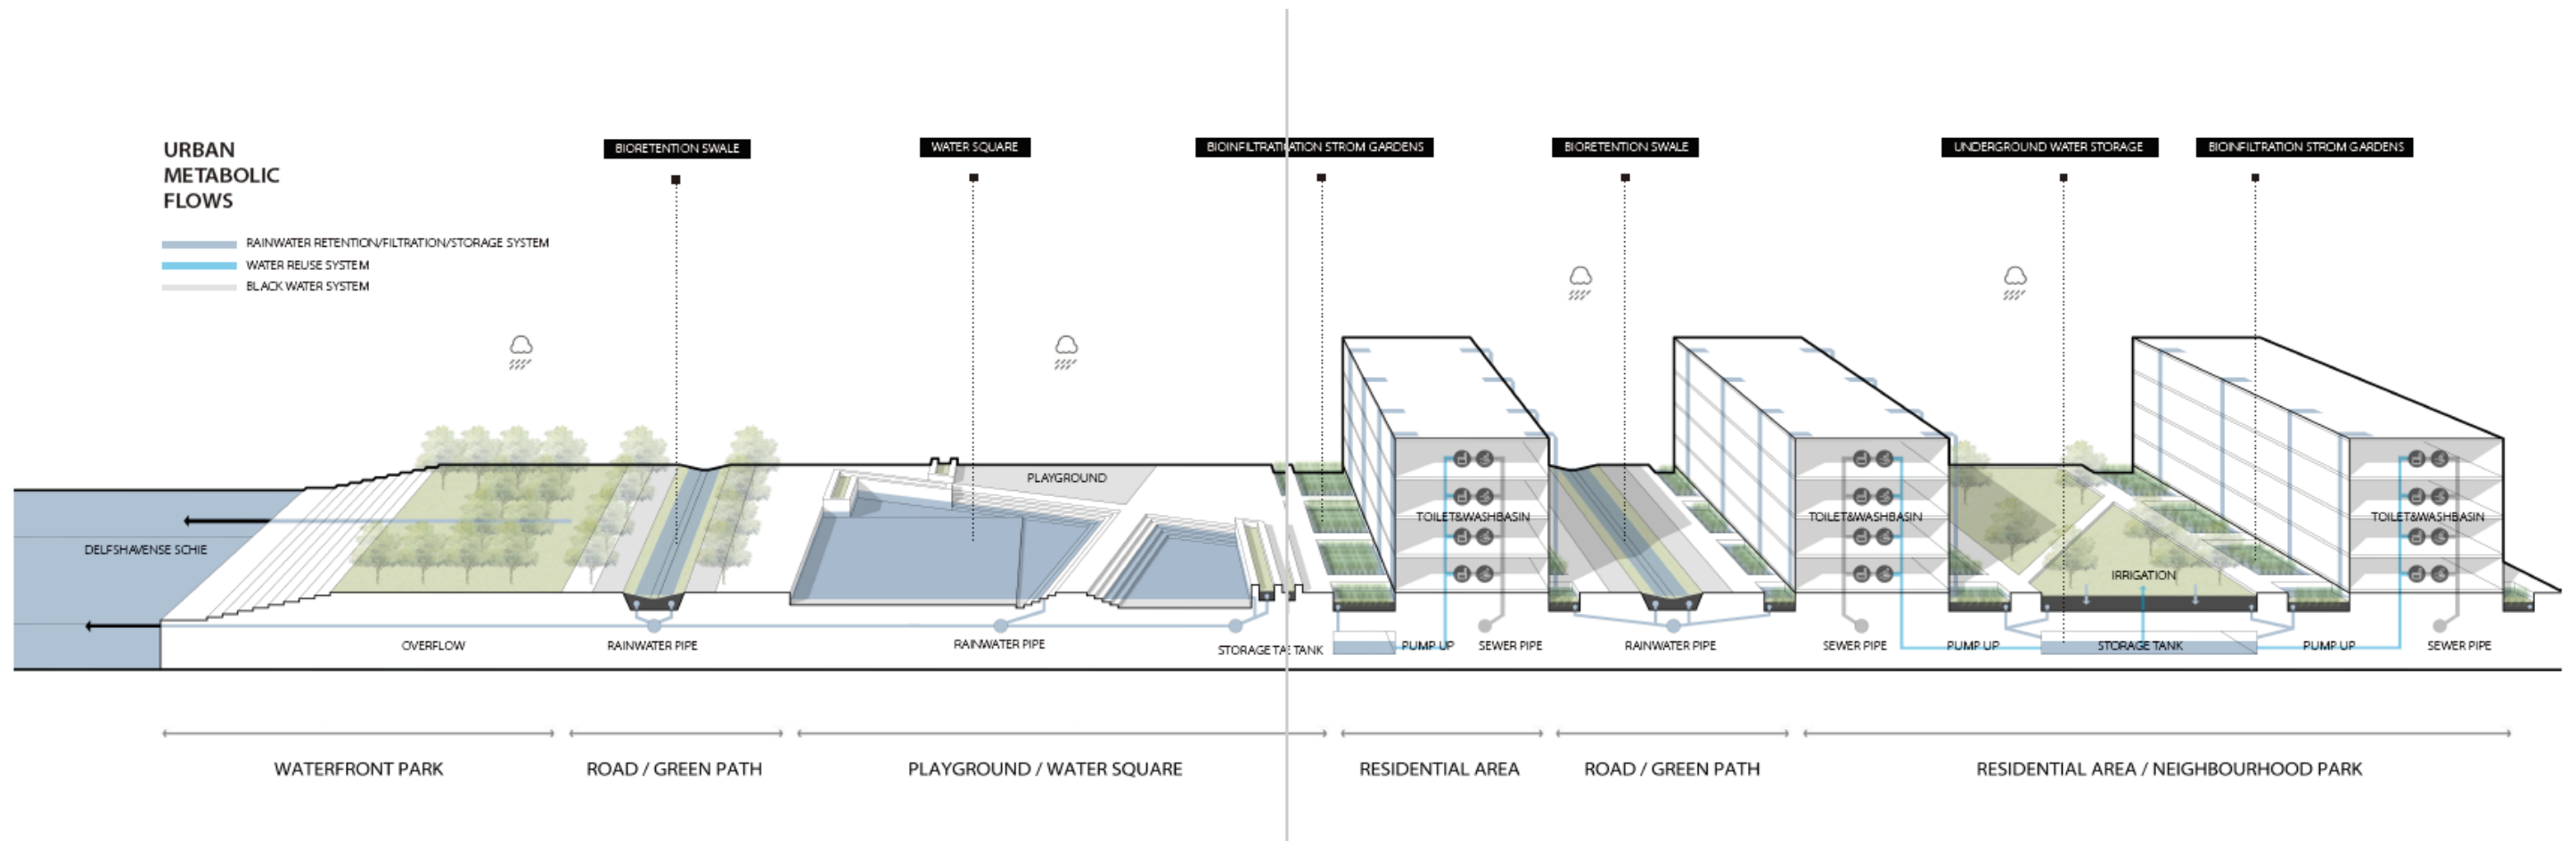 URBAN
METABOLIC
FLOWS
RAINWATER RETENTION/FILTRATION/STORAGE SYSTEM
WATER REUSE SYSTEM
BLACK WATER SYSTEM
BIORETENTION SWALE
WATER SQUARE
BIOINFILTRATION STROM GARDENS
BIORETENTION SWALE
UNDERGROUND WATER STORAGE
BIOINFILTRATION STROM GARDENS
PLAYGROUND
TOILET&WASHBASIN
TOILET&WASHBASIN
TOILET&WASHBASIN
DELFSHAVENSE SCHIE
IRRIGATION
OVERFLOW
RAINWATER PIPE
RAINWATER PIPE
STORAGE TA TANK
PUMP UP
SEWER PIPE
RAINWATER PIPE
SEWER PIPE
PUMP UP
STORAGE TANK
PUMP UP
SEWER PIPE
WATERFRONT PARK
ROAD / GREEN PATH
PLAYGROUND / WATER SQUARE
RESIDENTIAL AREA
ROAD / GREEN PATH
RESIDENTIAL AREA / NEIGHBOURHOOD PARK